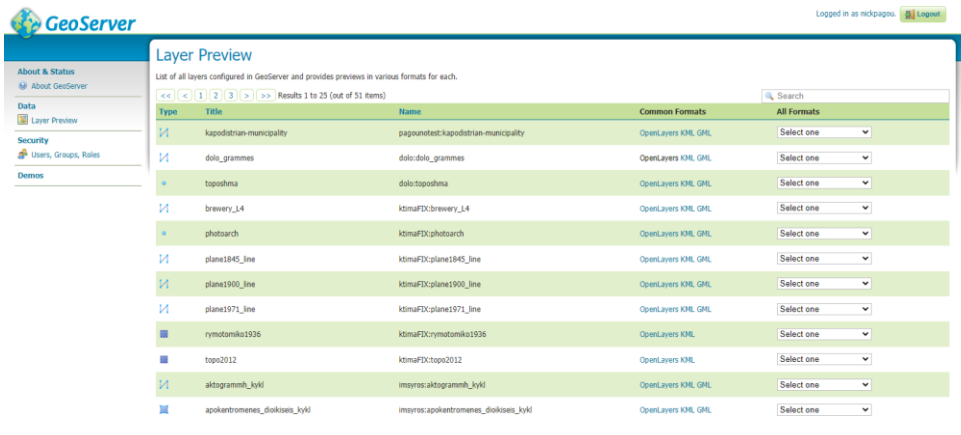 Logged in as nickpagou. Logout
GeoServer
Layer Preview
List of all layers configured in GeoServer and provides previews in various formats for each.
About & Status
About GeoServer
Data
Layer Preview
Security
Users, Groups, Roles
Demos
<< < 1 2 3 > >> Results 1 to 25 (out of 51 items) Search
Type Title Name Common Formats All Formats
kapodistrian-municipality pagounotest:kapodistrian-municipality OpenLayers KML GML Select one
dolo_grammes dolo:dolo_grammes OpenLayers KML GML Select one
toposhma dolo:toposhma OpenLayers KML GML Select one
brewery_L4 ktimaFIX:brewery_L4 OpenLayers KML GML Select one
photoarch ktimaFIX:photoarch OpenLayers KML GML Select one
plane1845_line ktimaFIX:plane1845_line OpenLayers KML GML Select one
plane1900_line ktimaFIX:plane1900_line OpenLayers KML GML Select one
plane1971_line ktimaFIX:plane1971_line OpenLayers KML GML Select one
rymotomiko1936 ktimaFIX:rymotomiko1936 OpenLayers KML Select one
topo2012 ktimaFIX:topo2012 OpenLayers KML Select one
aktogrammh_kykl imsyros:aktogrammh_kykl OpenLayers KML GML Select one
apokentromenes_dioikiseis_kykl imsyros:apokentromenes_dioikiseis_kykl OpenLayers KML GML Select one